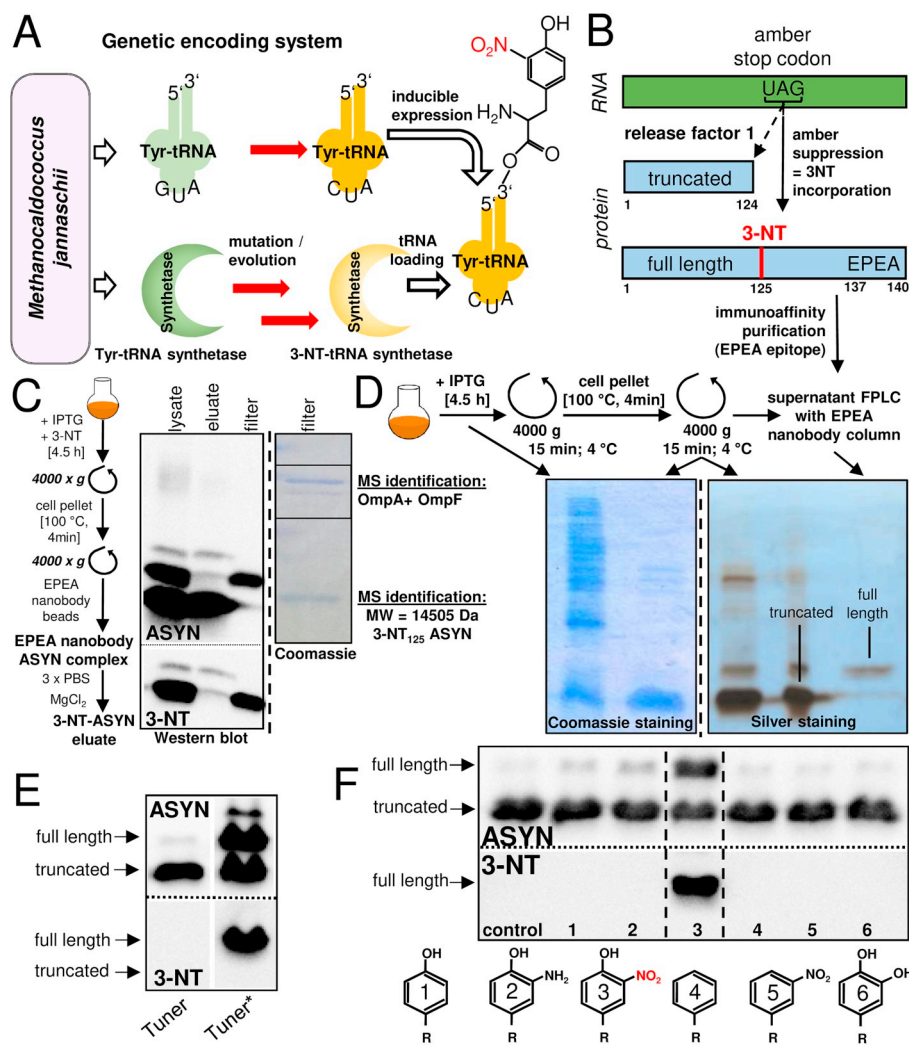 A
Genetic encoding system
Methanocaldococcus
jannaschii
5‘ 3‘
Tyr-tRNA
G U A
5‘ 3‘
Tyr-tRNA
C U A
inducible
expression
O₂N
OH
H₂N
O
O
5‘ 3‘
Tyr-tRNA
C U A
Synthetase
Tyr-tRNA synthetase
mutation /
evolution
Synthetase
3-NT-tRNA synthetase
tRNA
loading
B
amber
stop codon
RNA
UAG
release factor 1
amber
suppression
= 3NT
incorporation
protein
truncated
1 124
3-NT
full length EPEA
1 125 137 140
immunoaffinity
purification
(EPEA epitope)
C
+ IPTG
+ 3-NT
[4.5 h]
4000 x g
cell pellet
[100 °C,
4min]
4000 x g
EPEA
nanobody
beads
EPEA nanobody
ASYN complex
3 x PBS
MgCl₂
3-NT-ASYN
eluate
lysate
eluate
filter
ASYN
3-NT
Western blot
filter
Coomassie
MS identification:
OmpA+ OmpF
MS identification:
MW = 14505 Da
3-NT₁₂₅ ASYN
D
+ IPTG
[4.5 h]
4000 g
15 min; 4 °C
cell pellet
[100 °C, 4min]
4000 g
15 min; 4 °C
supernatant FPLC
with EPEA
nanobody column
Coomassie staining
truncated
full
length
Silver staining
E
ASYN
full length
truncated
full length
truncated
3-NT
Tuner
Tuner*
F
full length
truncated
ASYN
3-NT
full length
control 1 2 3 4 5 6
OH
1
R
OH
NH₂
2
R
OH
NO₂
3
R
4
R
NO₂
5
R
OH
OH
6
R